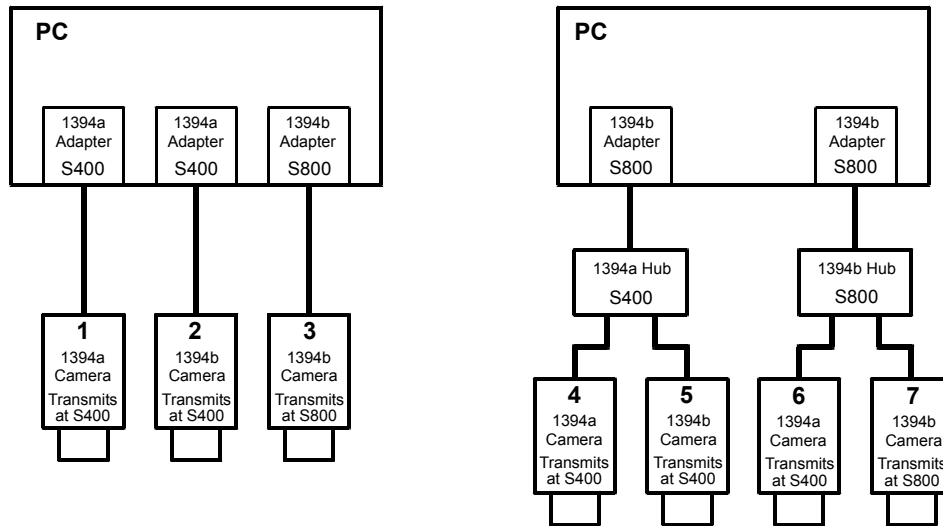 PC
1394a
Adapter
S400
1394a
Adapter
S400
1394b
Adapter
S800
1
1394a
Camera
Transmits
at S400
2
1394b
Camera
Transmits
at S400
3
1394b
Camera
Transmits
at S800
PC
1394b
Adapter
S800
1394b
Adapter
S800
1394a Hub
S400
1394b Hub
S800
4
1394a
Camera
Transmits
at S400
5
1394b
Camera
Transmits
at S400
6
1394a
Camera
Transmits
at S400
7
1394b
Camera
Transmits
at S800